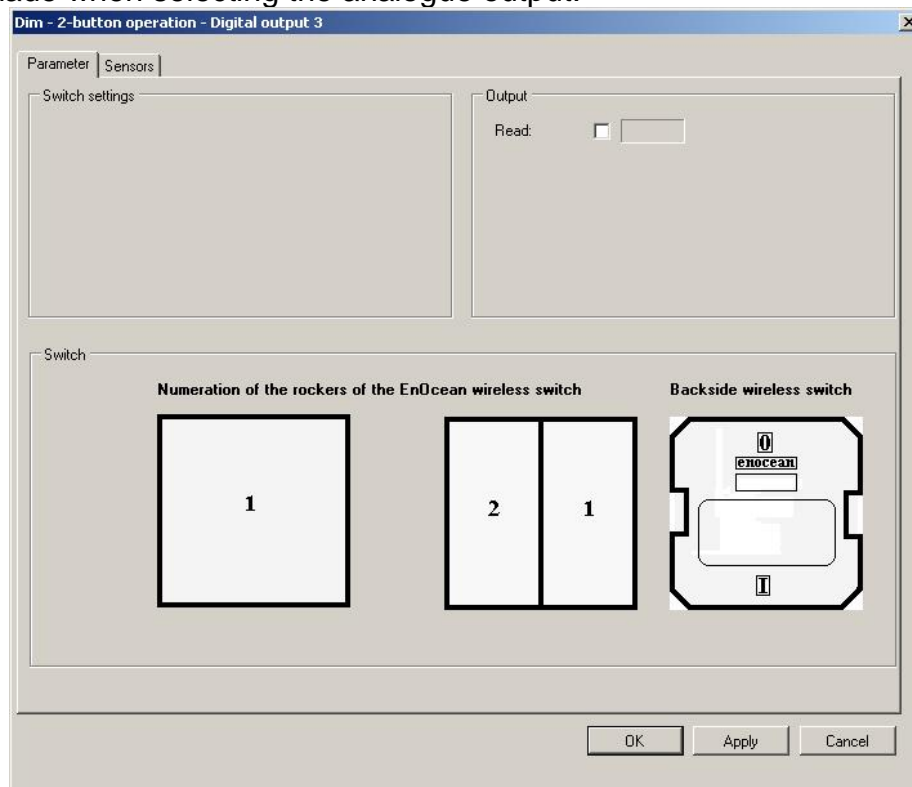 made when selecting the analogue output.
Dim - 2-button operation - Digital output 3
Parameter
Sensors
Switch settings
Output
Read:
Switch
Numeration of the rockers of the EnOcean wireless switch
Backside wireless switch
1
2
1
0
enocean
I
OK
Apply
Cancel